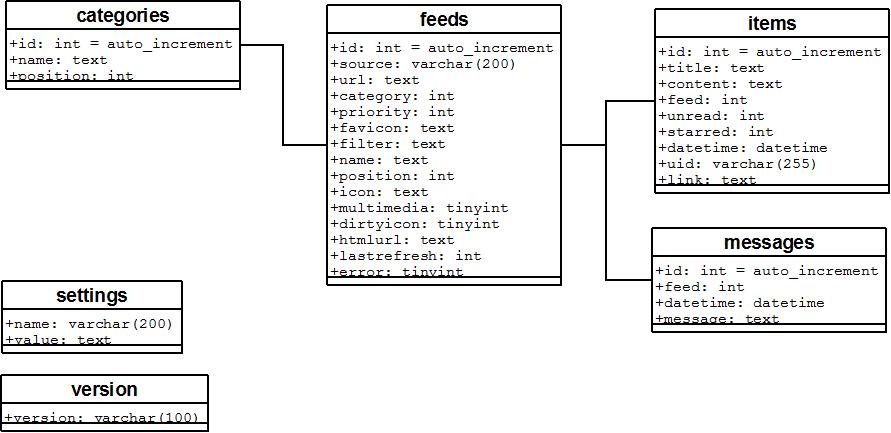 categories
+id: int = auto_increment
+name: text
+position: int
feeds
+id: int = auto_increment
+source: varchar(200)
+url: text
+category: int
+priority: int
+favicon: text
+filter: text
+name: text
+position: int
+icon: text
+multimedia: tinyint
+dirtyicon: tinyint
+htmlurl: text
+lastrefresh: int
+error: tinyint
items
+id: int = auto_increment
+title: text
+content: text
+feed: int
+unread: int
+starred: int
+datetime: datetime
+uid: varchar(255)
+link: text
messages
+id: int = auto_increment
+feed: int
+datetime: datetime
+message: text
settings
+name: varchar(200)
+value: text
version
+version: varchar(100)